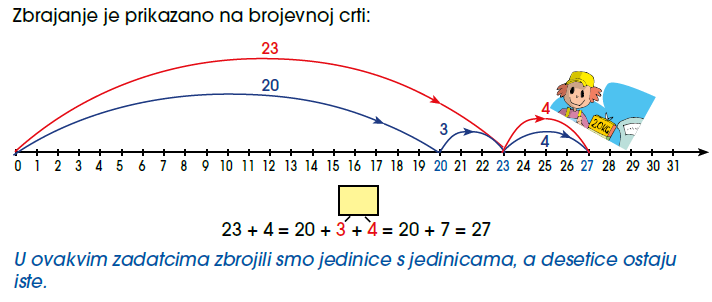 Zbrajanje je prikazano na brojevnoj crti:
23
20
3
4
4
0 1 2 3 4 5 6 7 8 9 10 11 12 13 14 15 16 17 18 19 20 21 22 23 24 25 26 27 28 29 30 31
23 + 4 = 20 + 3 + 4 = 20 + 7 = 27
U ovakvim zadatcima zbrojili smo jedinice s jedinicama, a desetice ostaju
iste.